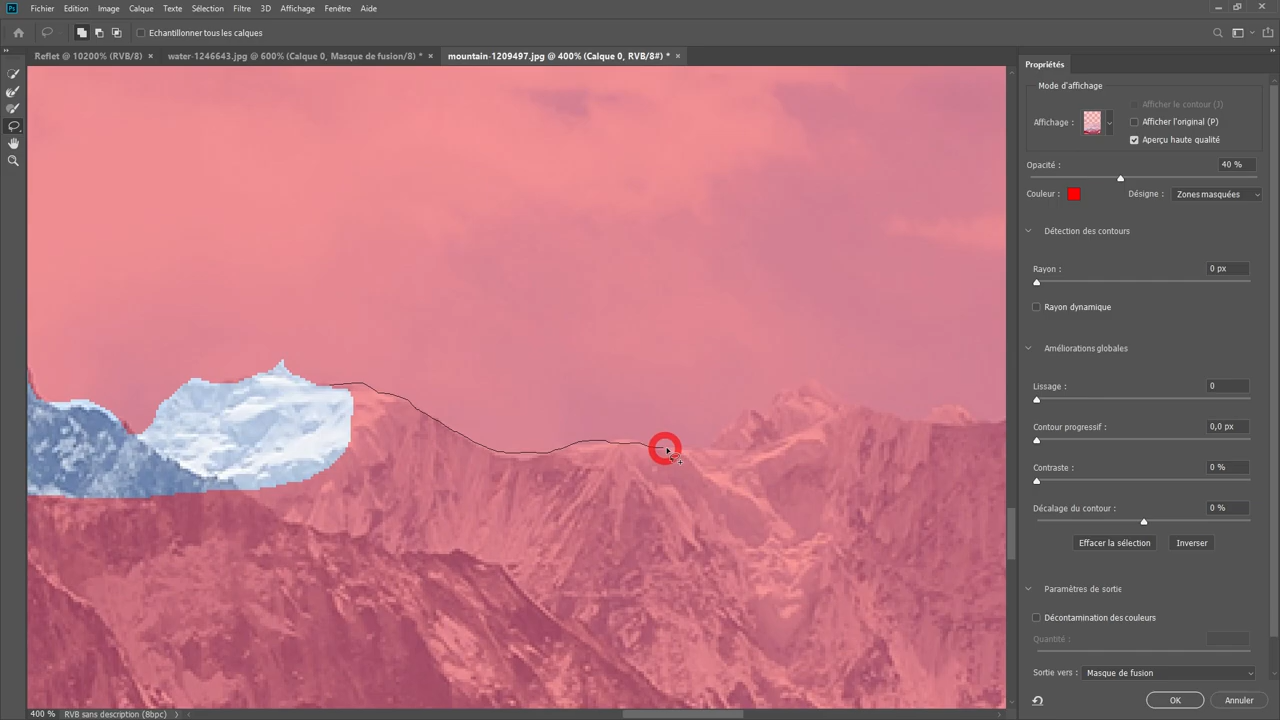 Ps Fichier Edition Image Calque Texte Sélection Filtre 3D Affichage Fenêtre Aide
Echantillonner tous les calques
Reflet @ 10200% (RVB/8) × water-1246643.jpg @ 600% (Calque 0, Masque de fusion/8) * × mountain-1209497.jpg @ 400% (Calque 0, RVB/8#) * ×
Propriétés
Mode d'affichage
Afficher le contour (J)
Affichage :
Afficher l'original (P)
Aperçu haute qualité
Opacité :
40 %
Couleur :
Désigne :
Zones masquées
Détection des contours
Rayon :
0 px
Rayon dynamique
Améliorations globales
Lissage :
0
Contour progressif :
0,0 px
Contraste :
0 %
Décalage du contour :
0 %
Effacer la sélection
Inverser
Paramètres de sortie
Décontamination des couleurs
Quantité :
Sortie vers :
Masque de fusion
OK
Annuler
400 %
RVB sans description (8bpc)